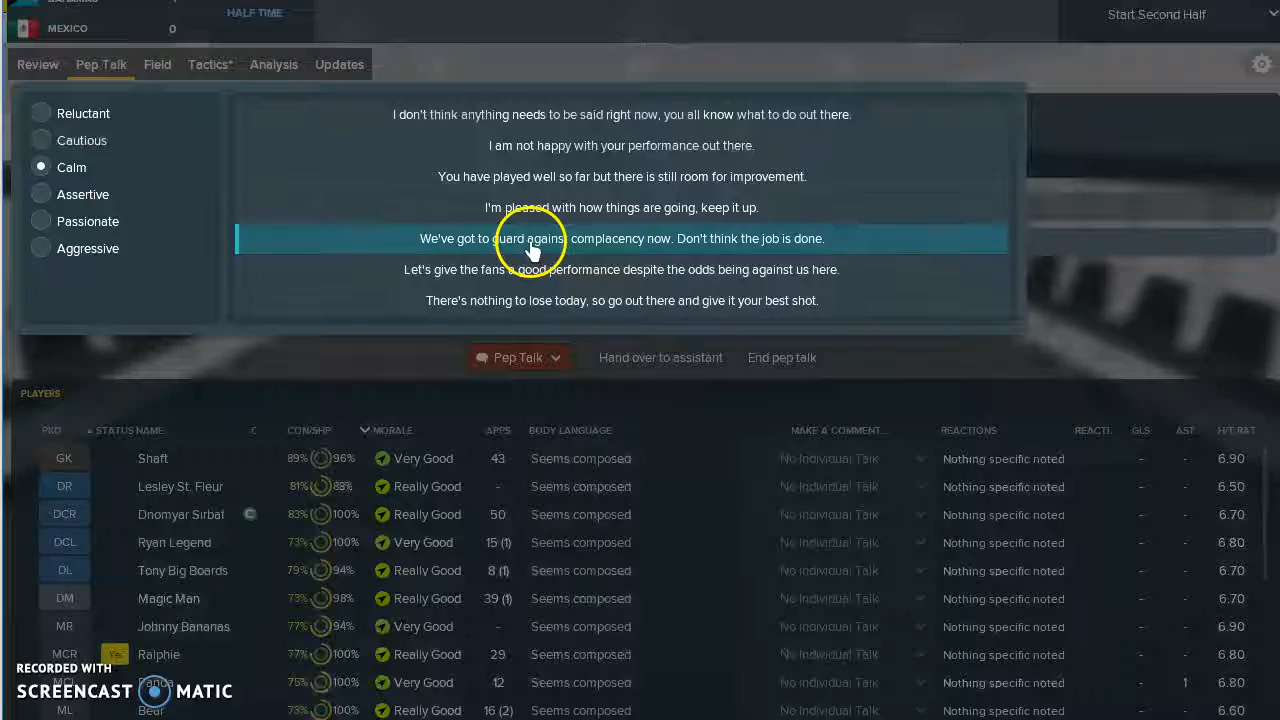 BAHAMAS
MEXICO 0
HALF TIME
Start Second Half
Review Pep Talk Field Tactics* Analysis Updates
Reluctant
Cautious
Calm
Assertive
Passionate
Aggressive
I don't think anything needs to be said right now, you all know what to do out there.
I am not happy with your performance out there.
You have played well so far but there is still room for improvement.
I'm pleased with how things are going, keep it up.
We've got to guard against complacency now. Don't think the job is done.
Let's give the fans a good performance despite the odds being against us here.
There's nothing to lose today, so go out there and give it your best shot.
Pep Talk Hand over to assistant End pep talk
PLAYERS
PKD STATUS NAME C CON/SHP MORALE APPS BODY LANGUAGE MAKE A COMMENT... REACTIONS REACTI.. GLS AST H/T RAT
GK Shaft 89% 96% Very Good 43 Seems composed No Individual Talk Nothing specific noted - - 6.90
DR Lesley St. Fleur 81% 88% Really Good - Seems composed No Individual Talk Nothing specific noted - - 6.50
DCR Dnomyar Sirbat C 83% 100% Really Good 50 Seems composed No Individual Talk Nothing specific noted - - 6.70
DCL Ryan Legend 73% 100% Very Good 15 (1) Seems composed No Individual Talk Nothing specific noted - - 6.80
DL Tony Big Boards 79% 94% Really Good 8 (1) Seems composed No Individual Talk Nothing specific noted - - 6.70
DM Magic Man 73% 98% Really Good 39 (1) Seems composed No Individual Talk Nothing specific noted - - 6.70
MR Johnny Bananas 77% 94% Very Good - Seems composed No Individual Talk Nothing specific noted - - 6.90
MCR Yel Ralphie 77% 100% Really Good 29 Seems composed No Individual Talk Nothing specific noted - - 6.80
MCL Panda 75% 100% Very Good 12 Seems composed No Individual Talk Nothing specific noted - 1 6.80
ML Bear 73% 100% Really Good 16 (2) Seems composed No Individual Talk Nothing specific noted - - 6.60
RECORDED WITH
SCREENCAST MATIC